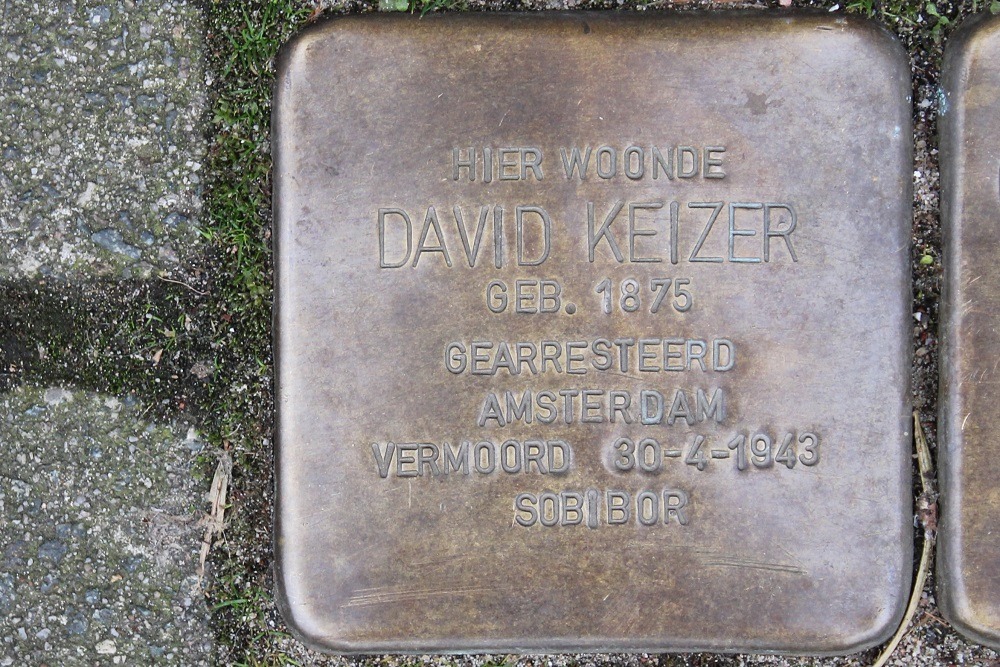 HIER WOONDE
DAVID KEIZER
GEB. 1875
GEARRESTEERD
AMSTERDAM
VERMOORD 30-4-1943
SOBIBOR